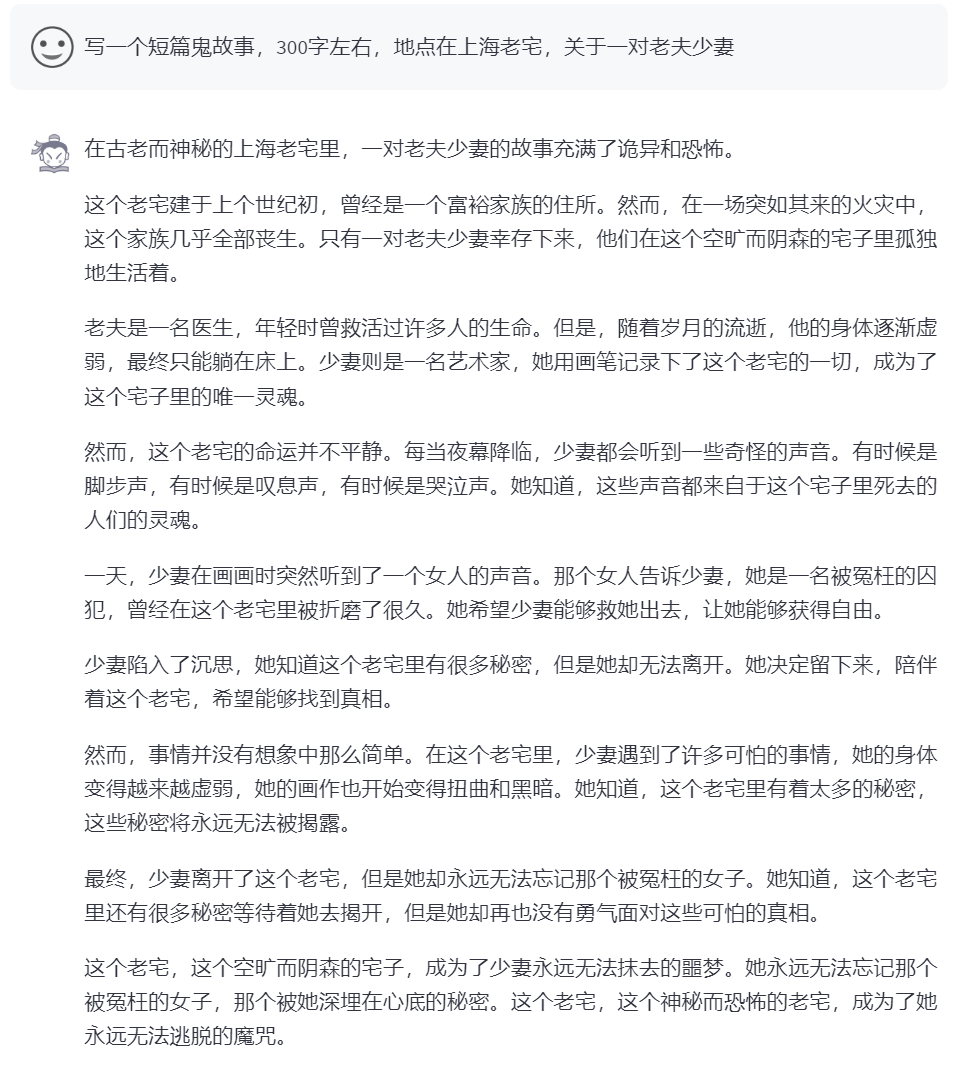 写一个短篇鬼故事，300字左右，地点在上海老宅，关于一对老夫少妻
在古老而神秘的上海老宅里，一对老夫少妻的故事充满了诡异和恐怖。
这个老宅建于上个世纪初，曾经是一个富裕家族的住所。然而，在一场突如其来的火灾中，
这个家族几乎全部丧生。只有一对老夫少妻幸存下来，他们在这个空旷而阴森的宅子里孤独
地生活着。
老夫是一名医生，年轻时曾救活过许多人的生命。但是，随着岁月的流逝，他的身体逐渐虚
弱，最终只能躺在床上。少妻则是一名艺术家，她用画笔记录下了这个老宅的一切，成为了
这个宅子里的唯一灵魂。
然而，这个老宅的命运并不平静。每当夜幕降临，少妻都会听到一些奇怪的声音。有时候是
脚步声，有时候是叹息声，有时候是哭泣声。她知道，这些声音都来自于这个宅子里死去的
人们的灵魂。
一天，少妻在画画时突然听到了一个女人的声音。那个女人告诉少妻，她是一名被冤枉的囚
犯，曾经在这个老宅里被折磨了很久。她希望少妻能够救她出去，让她能够获得自由。
少妻陷入了沉思，她知道这个老宅里有很多秘密，但是她却无法离开。她决定留下来，陪伴
着这个老宅，希望能够找到真相。
然而，事情并没有想象中那么简单。在这个老宅里，少妻遇到了许多可怕的事情，她的身体
变得越来越虚弱，她的画作也开始变得扭曲和黑暗。她知道，这个老宅里有着太多的秘密，
这些秘密将永远无法被揭露。
最终，少妻离开了这个老宅，但是她却永远无法忘记那个被冤枉的女子。她知道，这个老宅
里还有很多秘密等待着她去揭开，但是她却再也没有勇气面对这些可怕的真相。
这个老宅，这个空旷而阴森的宅子，成为了少妻永远无法抹去的噩梦。她永远无法忘记那个
被冤枉的女子，那个被她深埋在心底的秘密。这个老宅，这个神秘而恐怖的老宅，成为了她
永远无法逃脱的魔咒。